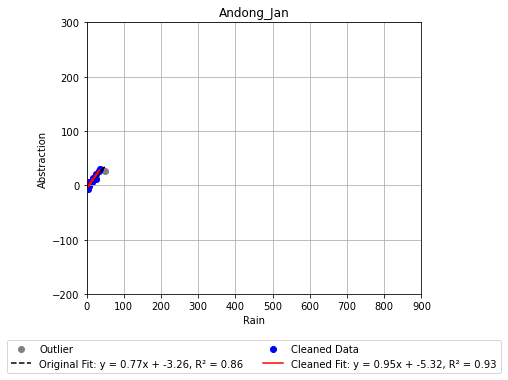 Andong_Jan
300
200
100
0
−100
−200
Abstraction
0 100 200 300 400 500 600 700 800 900
Rain
Outlier Cleaned Data
Original Fit: y = 0.77x + -3.26, R² = 0.86 Cleaned Fit: y = 0.95x + -5.32, R² = 0.93